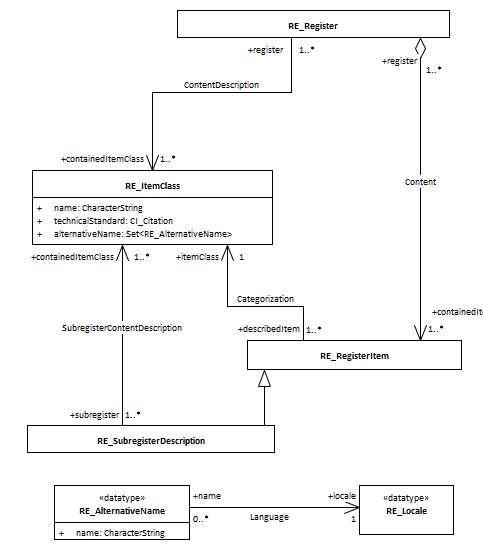 RE_Register
+register 1..*
+register
1..*
ContentDescription
+containedItemClass 1..*
RE_ItemClass
+ name: CharacterString
+ technicalStandard: CI_Citation
+ alternativeName: Set<RE_AlternativeName>
Content
+containedItemClass 1..* +itemClass 1
Categorization
+containedIt
SubregisterContentDescription
+describedItem 1..*
1..*
RE_RegisterItem
+subregister 1..*
RE_SubregisterDescription
«datatype»
RE_AlternativeName
+ name: CharacterString
+name +locale
0..* Language 1
«datatype»
RE_Locale